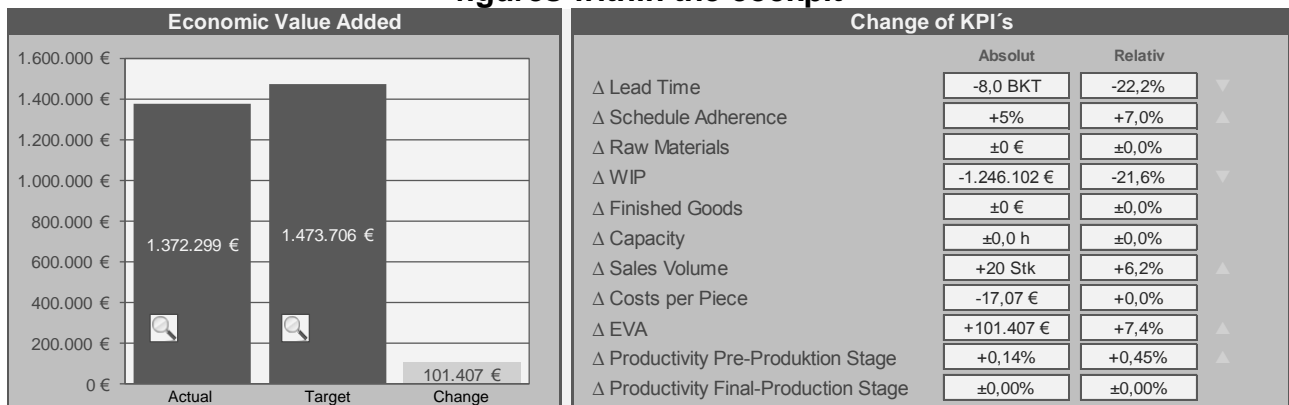 figures within the cockpit
Economic Value Added
1.600.000 €
1.400.000 €
1.200.000 €
1.000.000 €
800.000 €
600.000 €
400.000 €
200.000 €
0 €
1.372.299 €
1.473.706 €
101.407 €
Actual Target Change
Change of KPI´s
Absolut Relativ
Δ Lead Time -8,0 BKT -22,2%
Δ Schedule Adherence +5% +7,0%
Δ Raw Materials ±0 € ±0,0%
Δ WIP -1.246.102 € -21,6%
Δ Finished Goods ±0 € ±0,0%
Δ Capacity ±0,0 h ±0,0%
Δ Sales Volume +20 Stk +6,2%
Δ Costs per Piece -17,07 € +0,0%
Δ EVA +101.407 € +7,4%
Δ Productivity Pre-Produktion Stage +0,14% +0,45%
Δ Productivity Final-Production Stage ±0,00% ±0,00%